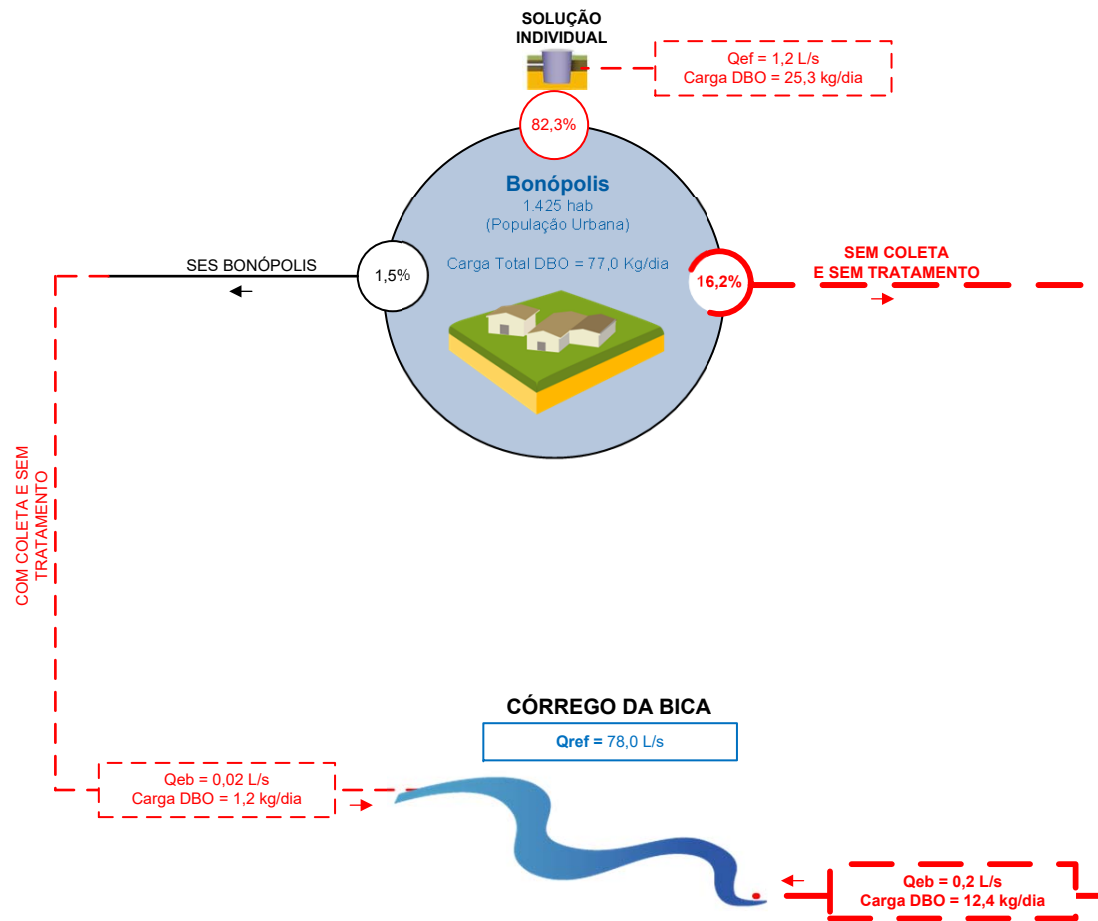 SOLUÇÃO
INDIVIDUAL
Qef = 1,2 L/s
Carga DBO = 25,3 kg/dia
82,3%
Bonópolis
1.425 hab
(População Urbana)
Carga Total DBO = 77,0 Kg/dia
SES BONÓPOLIS
1,5%
16,2%
SEM COLETA
E SEM TRATAMENTO
COM COLETA E SEM
TRATAMENTO
CÓRREGO DA BICA
Qref = 78,0 L/s
Qeb = 0,02 L/s
Carga DBO = 1,2 kg/dia
Qeb = 0,2 L/s
Carga DBO = 12,4 kg/dia